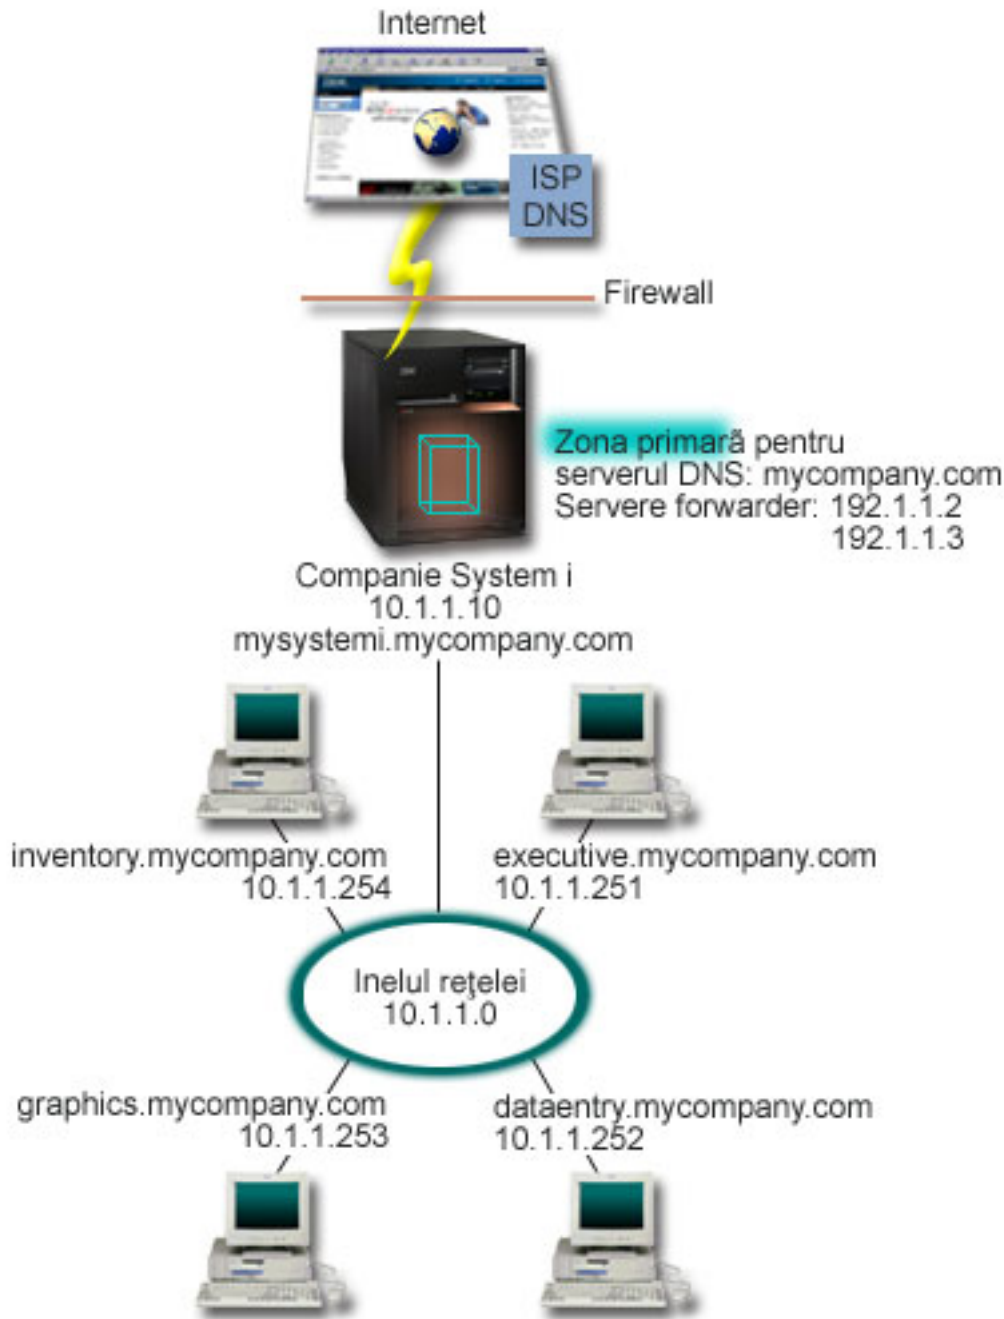 Internet
ISP
DNS
Firewall
Zona primară pentru
serverul DNS: mycompany.com
Servere forwarder: 192.1.1.2
192.1.1.3
Companie System i
10.1.1.10
mysystemi.mycompany.com
inventory.mycompany.com
10.1.1.254
executive.mycompany.com
10.1.1.251
Inelul reţelei
10.1.1.0
graphics.mycompany.com
10.1.1.253
dataentry.mycompany.com
10.1.1.252